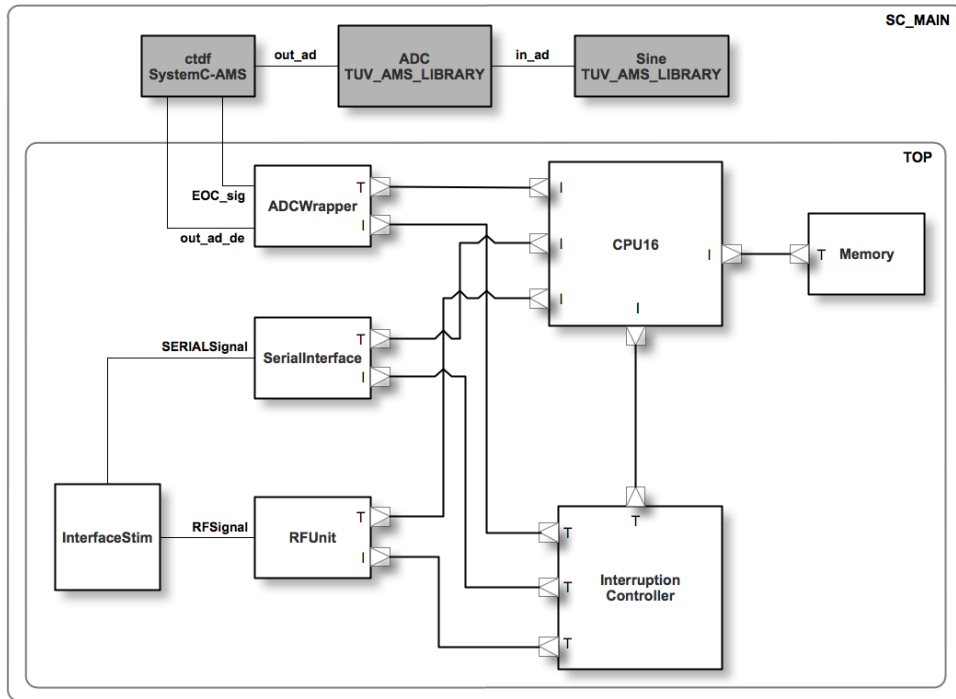 SC_MAIN
ctdf
SystemC-AMS
out_ad
ADC
TUV_AMS_LIBRARY
in_ad
Sine
TUV_AMS_LIBRARY
TOP
EOC_sig
out_ad_de
T
ADCWrapper
I
I
I
I
CPU16
I
I
T
Memory
SERIALSignal
T
SerialInterface
I
InterfaceStim
RFSignal
T
RFUnit
I
T
T
T
T
Interruption
Controller